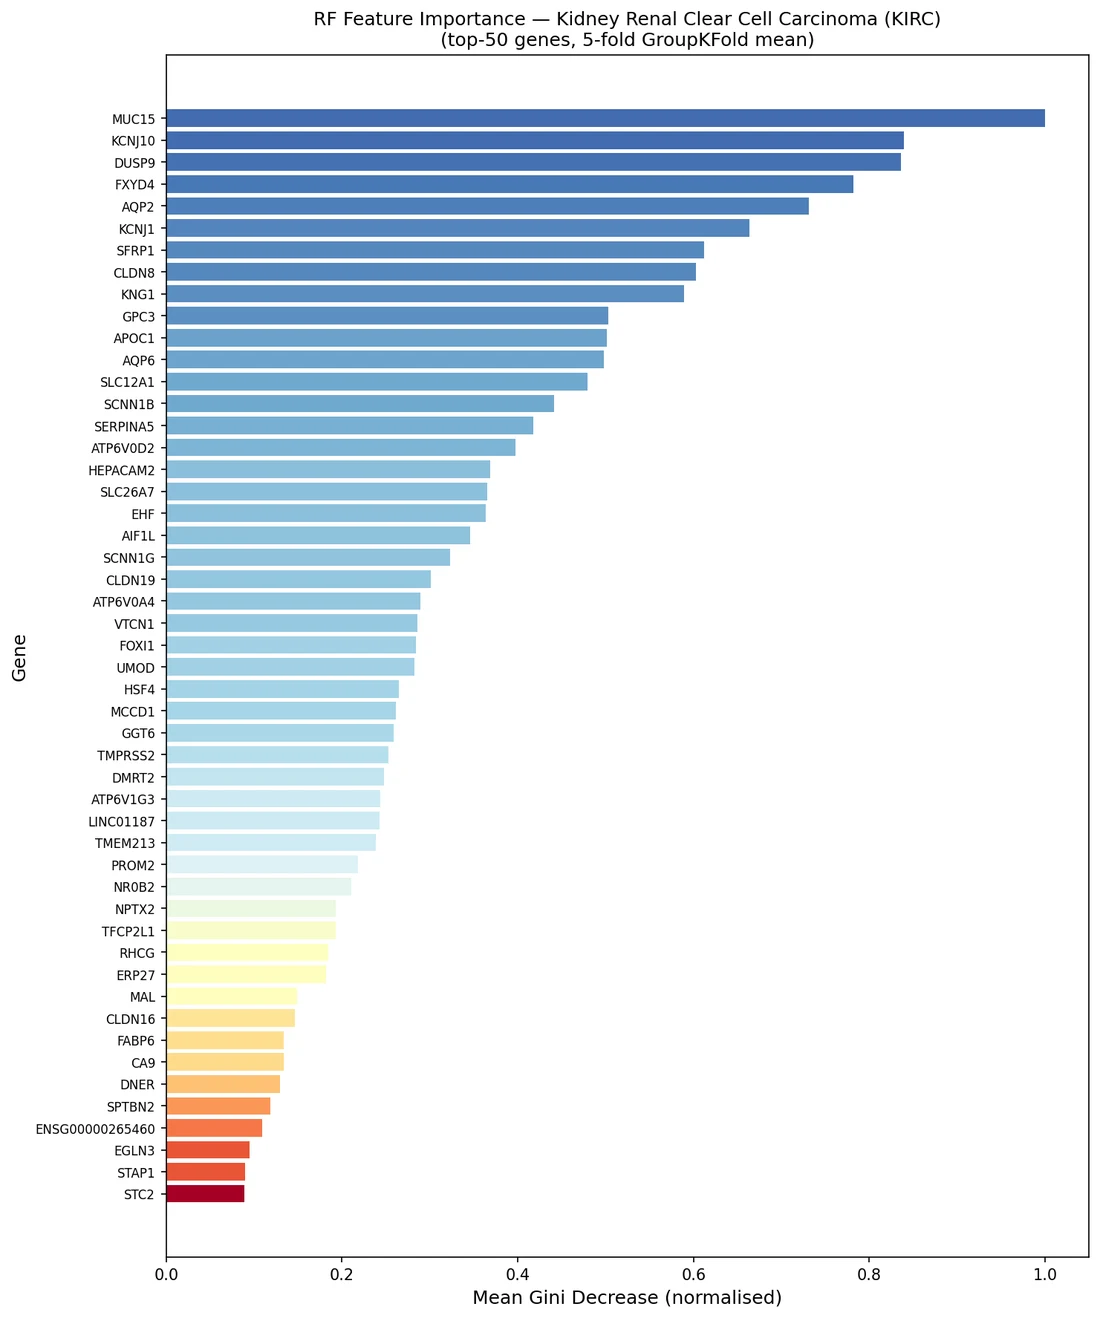 RF Feature Importance — Kidney Renal Clear Cell Carcinoma (KIRC)
(top-50 genes, 5-fold GroupKFold mean)
Gene
MUC15
KCNJ10
DUSP9
FXYD4
AQP2
KCNJ1
SFRP1
CLDN8
KNG1
GPC3
APOC1
AQP6
SLC12A1
SCNN1B
SERPINA5
ATP6V0D2
HEPACAM2
SLC26A7
EHF
AIF1L
SCNN1G
CLDN19
ATP6V0A4
VTCN1
FOXI1
UMOD
HSF4
MCCD1
GGT6
TMPRSS2
DMRT2
ATP6V1G3
LINC01187
TMEM213
PROM2
NR0B2
NPTX2
TFCP2L1
RHCG
ERP27
MAL
CLDN16
FABP6
CA9
DNER
SPTBN2
ENSG00000265460
EGLN3
STAP1
STC2
0.0 0.2 0.4 0.6 0.8 1.0
Mean Gini Decrease (normalised)